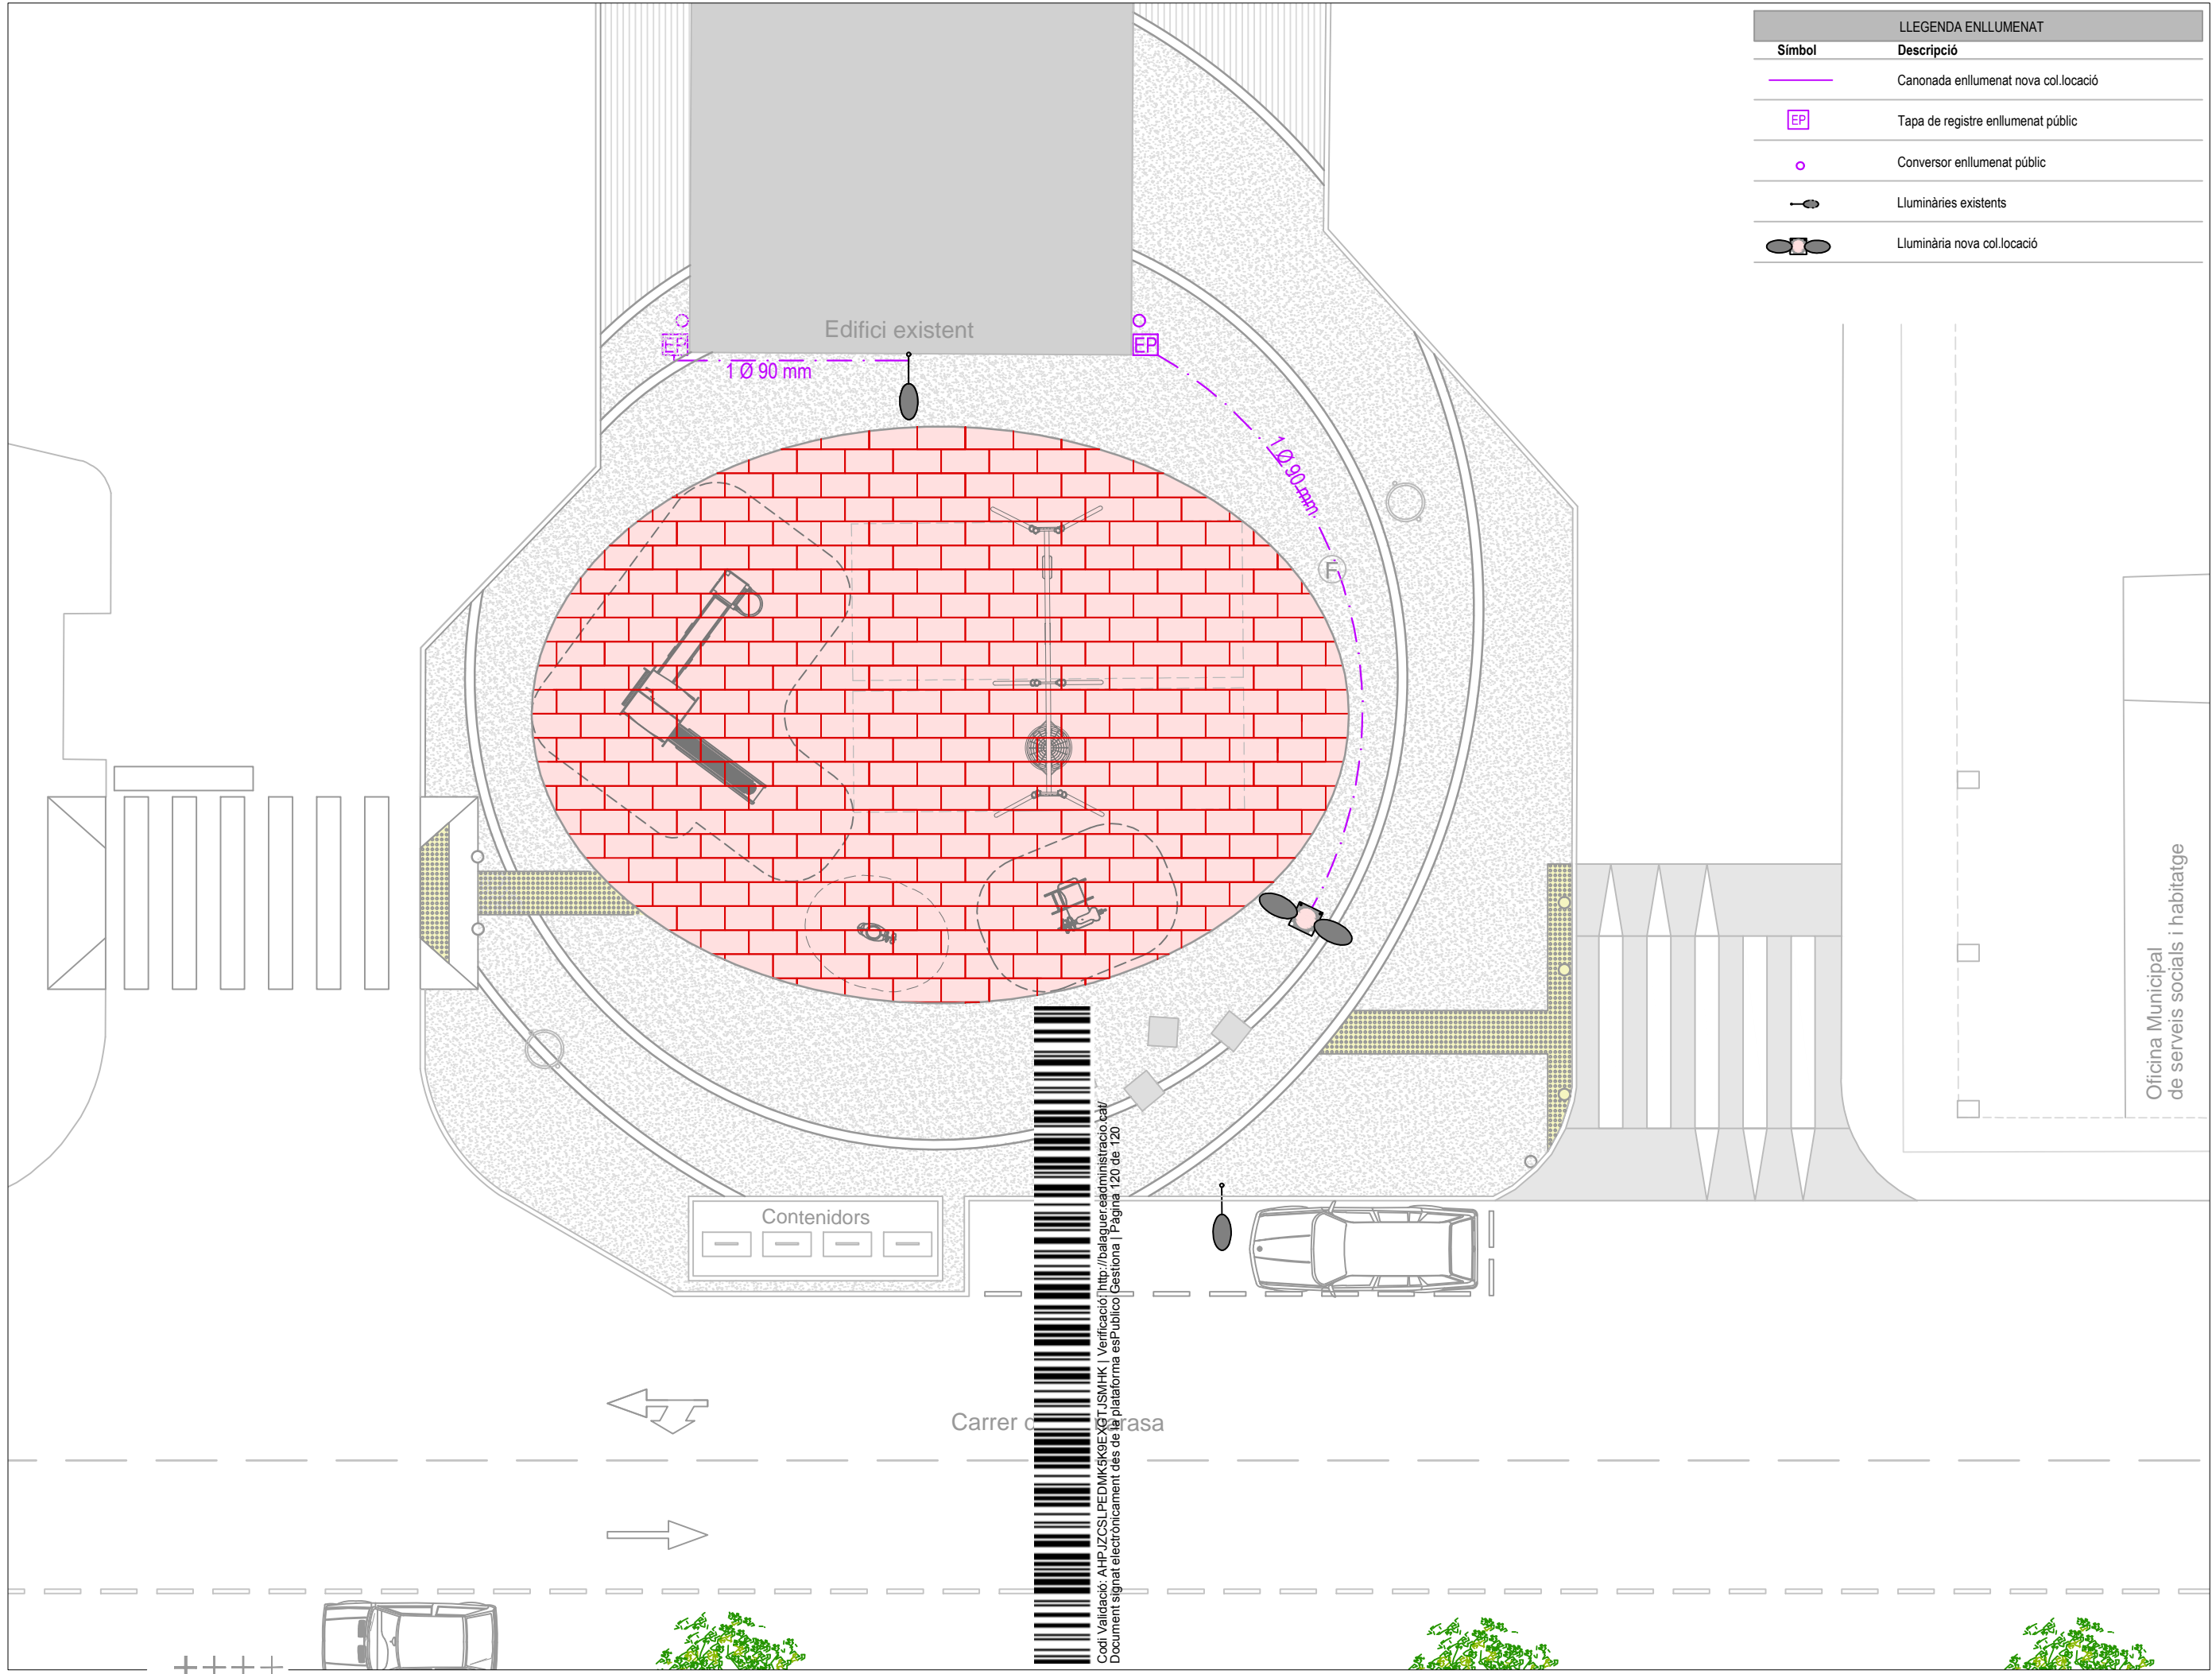 LLEGENDA ENLLUMENAT
Símbol Descripció
Canonada enllumenat nova col.locació
EP Tapa de registre enllumenat públic
Conversor enllumenat públic
Lluminàries existents
Lluminària nova col.locació
Edifici existent
EP
EP
1 Ø 90 mm
1 Ø 90 mm
F
Oficina Municipal
de serveis socials i habitatge
Contenidors
Carrer
arasa
Codi Validació: AHPJZCSLPEDMK5K9EXGTJSMHK | Verificació: http://balaguer.eadministracio.cat/
Document signat electrònicament des de la plataforma esPublico Gestiona | Pàgina 120 de 120